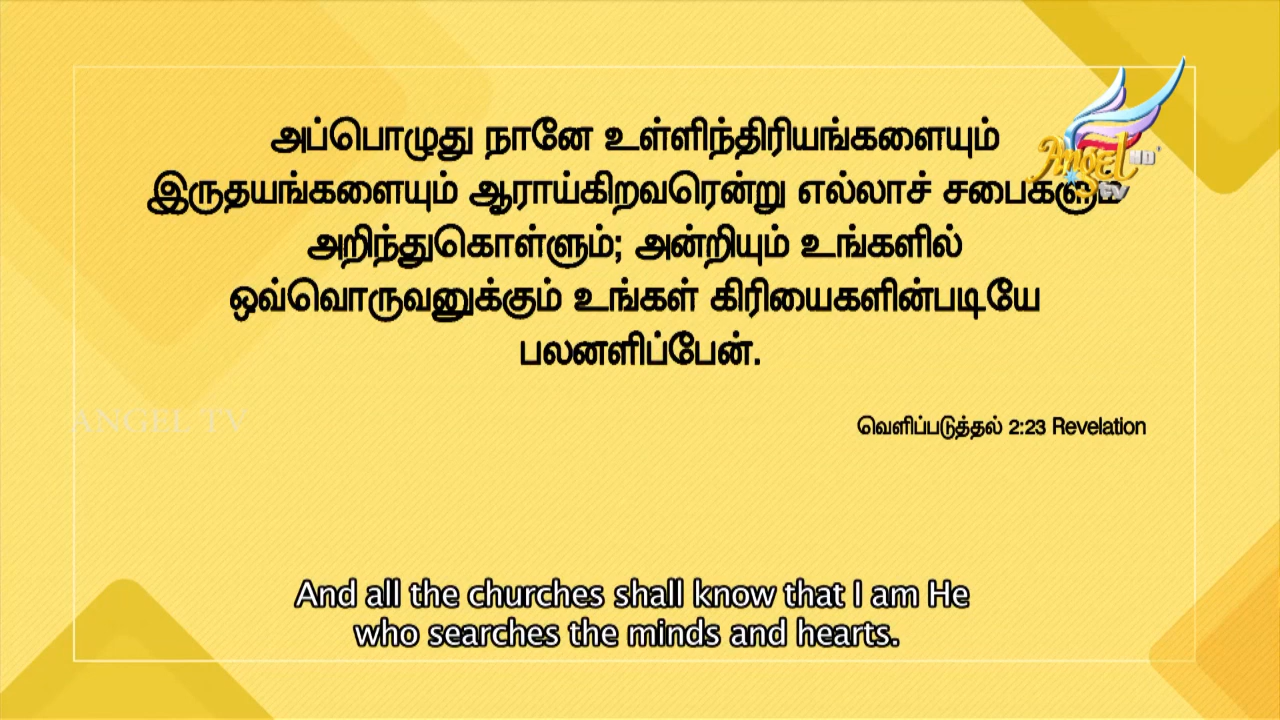 அப்பொழுது நானே உள்ளிந்திரியங்களையும்
இருதயங்களையும் ஆராய்கிறவரென்று எல்லாச் சபைகளும்
அறிந்துகொள்ளும்; அன்றியும் உங்களில்
ஒவ்வொருவனுக்கும் உங்கள் கிரியைகளின்படியே
பலனளிப்பேன்.
Angel HD
tv
ANGEL TV
வெளிப்படுத்தல் 2:23 Revelation
And all the churches shall know that I am He
who searches the minds and hearts.